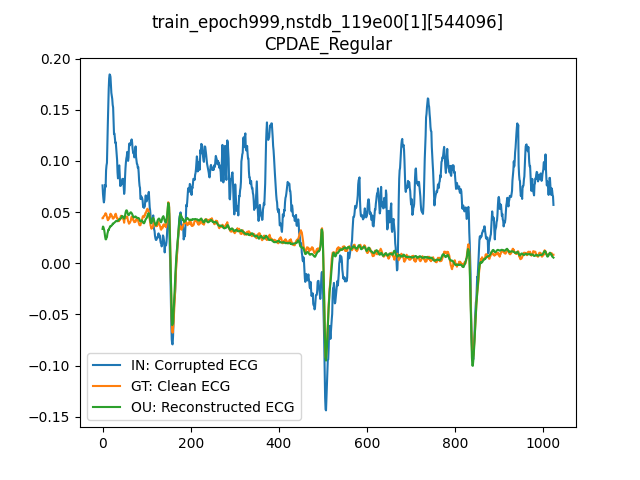 train_epoch999,nstdb_119e00[1][544096]
CPDAE_Regular
0.20
0.15
0.10
0.05
0.00
−0.05
−0.10
−0.15
IN: Corrupted ECG
GT: Clean ECG
OU: Reconstructed ECG
0 200 400 600 800 1000